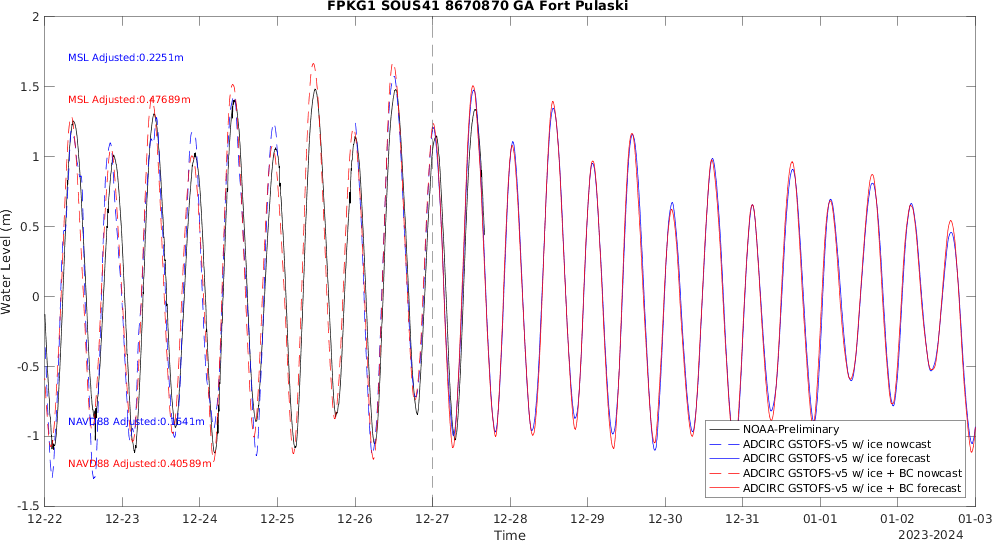 FPKG1 SOUS41 8670870 GA Fort Pulaski
2
1.5
1
0.5
0
-0.5
-1
-1.5
Water Level (m)
MSL Adjusted:0.2251m
MSL Adjusted:0.47689m
NAVD88 Adjusted:0.1541m
NAVD88 Adjusted:0.40589m
NOAA-Preliminary
ADCIRC GSTOFS-v5 w/ ice nowcast
ADCIRC GSTOFS-v5 w/ ice forecast
ADCIRC GSTOFS-v5 w/ ice + BC nowcast
ADCIRC GSTOFS-v5 w/ ice + BC forecast
12-22 12-23 12-24 12-25 12-26 12-27 12-28 12-29 12-30 12-31 01-01 01-02 01-03
Time
2023-2024